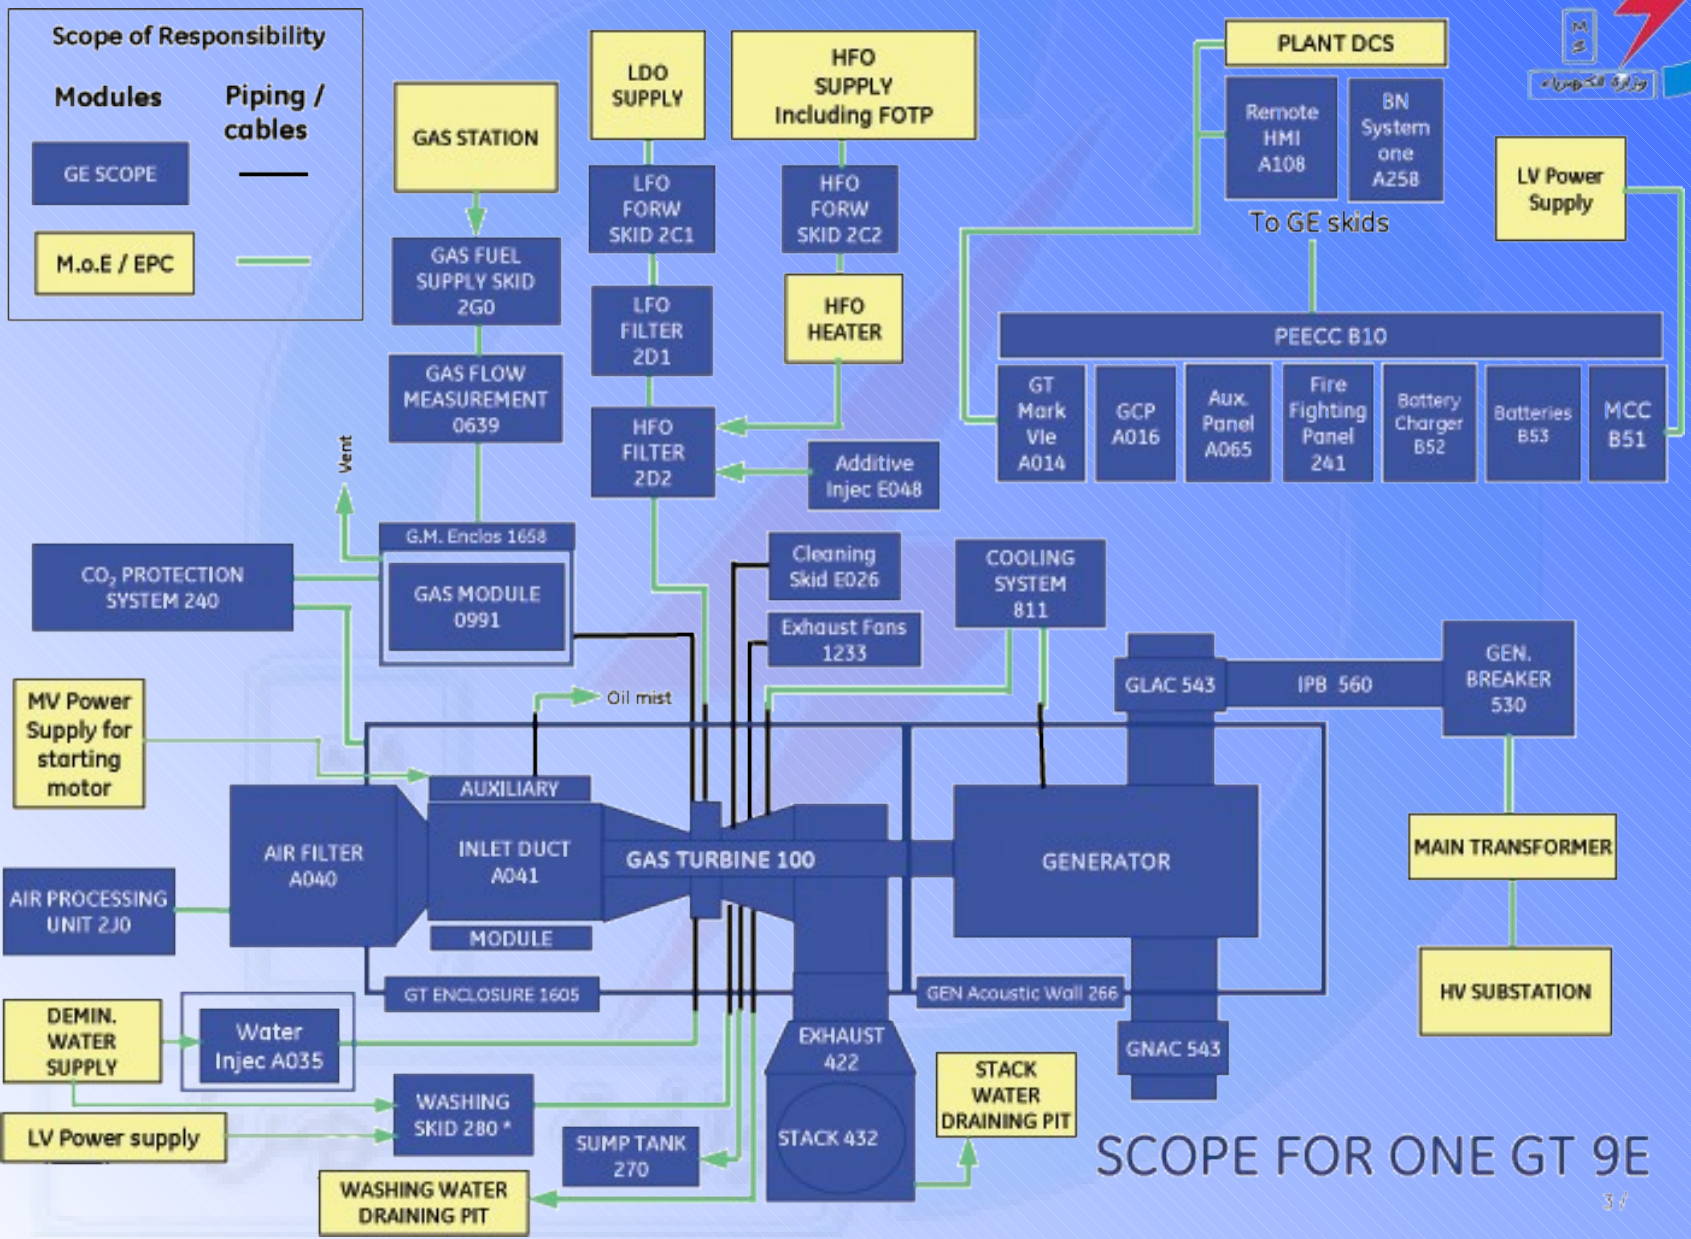 Scope of Responsibility
Modules
Piping /
cables
GE SCOPE
M.o.E / EPC
GAS STATION
LDO
SUPPLY
HFO
SUPPLY
Including FOTP
PLANT DCS
Remote
HMI
A108
BN
System
one
A258
To GE skids
LV Power
Supply
وزارة الكهرباء
GAS FUEL
SUPPLY SKID
2G0
LFO
FORW
SKID 2C1
HFO
FORW
SKID 2C2
LFO
FILTER
2D1
HFO
HEATER
GAS FLOW
MEASUREMENT
0639
HFO
FILTER
2D2
Additive
Injec E048
PEECC B10
GT
Mark
VIe
A014
GCP
A016
Aux.
Panel
A065
Fire
Fighting
Panel
241
Battery
Charger
B52
Batteries
B53
MCC
B51
Vent
G.M. Enclos 1658
GAS MODULE
0991
CO₂ PROTECTION
SYSTEM 240
Cleaning
Skid E026
Exhaust Fans
1233
COOLING
SYSTEM
811
GLAC 543
IPB 560
GEN.
BREAKER
530
MV Power
Supply for
starting
motor
Oil mist
AUXILIARY
AIR FILTER
A040
INLET DUCT
A041
GAS TURBINE 100
GENERATOR
MAIN TRANSFORMER
AIR PROCESSING
UNIT 2J0
MODULE
GT ENCLOSURE 1605
GEN Acoustic Wall 266
HV SUBSTATION
DEMIN.
WATER
SUPPLY
Water
Injec A035
EXHAUST
422
GNAC 543
STACK
WATER
DRAINING PIT
WASHING
SKID 280 *
LV Power supply
SUMP TANK
270
STACK 432
WASHING WATER
DRAINING PIT
SCOPE FOR ONE GT 9E
3 /